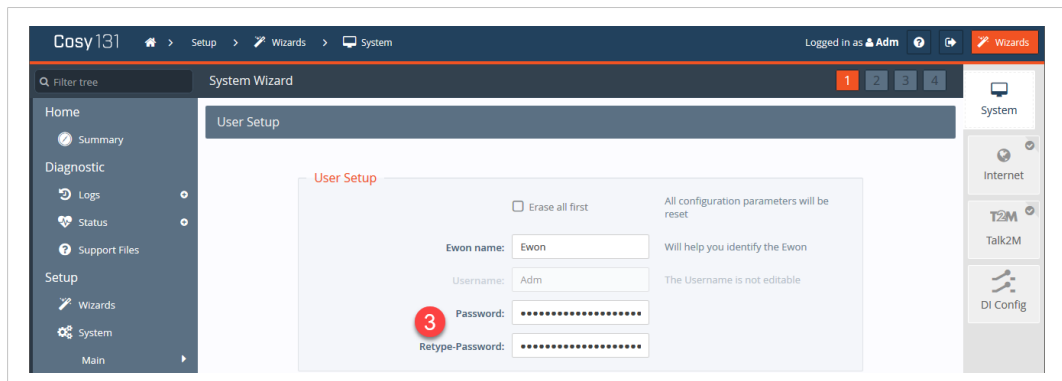 Cosy 131 > Setup > Wizards > System Logged in as Adm Wizards
Filter tree
System Wizard 1 2 3 4
System
Home
User Setup
Summary
Internet
Diagnostic
User Setup
Logs
Erase all first All configuration parameters will be
reset
Status
T2M
Talk2M
Support Files
Ewon name: Ewon Will help you identify the Ewon
Setup
Username: Adm The Username is not editable
Wizards
DI Config
Password: ••••••••••••••••••••
3
System
Retype-Password: ••••••••••••••••••••
Main